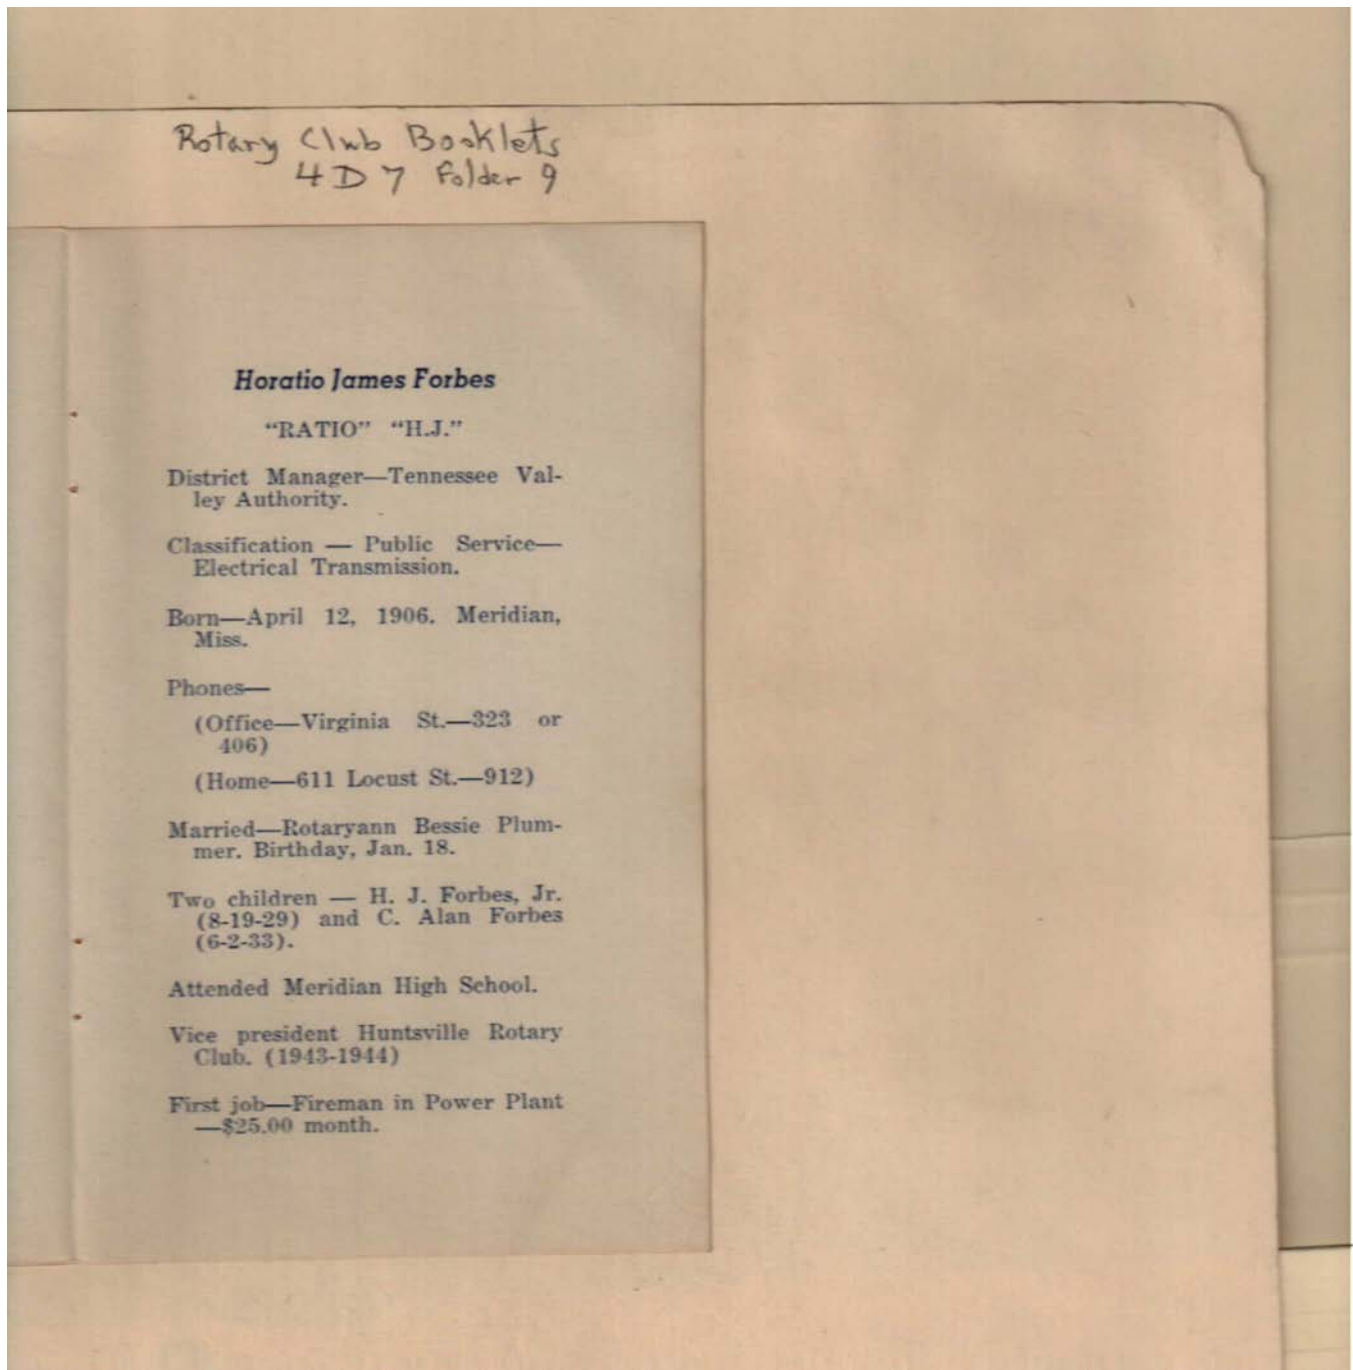 Rotary Club Booklets
4D7 Folder 9
Horatio James Forbes
“RATIO” “H.J.”
District Manager—Tennessee Val-
ley Authority.
Classification — Public Service—
Electrical Transmission.
Born—April 12, 1906. Meridian,
Miss.
Phones—
(Office—Virginia St.—323 or
406)
(Home—611 Locust St.—912)
Married—Rotaryann Bessie Plum-
mer. Birthday, Jan. 18.
Two children — H. J. Forbes, Jr.
(8-19-29) and C. Alan Forbes
(6-2-33).
Attended Meridian High School.
Vice president Huntsville Rotary
Club. (1943-1944)
First job—Fireman in Power Plant
—$25.00 month.